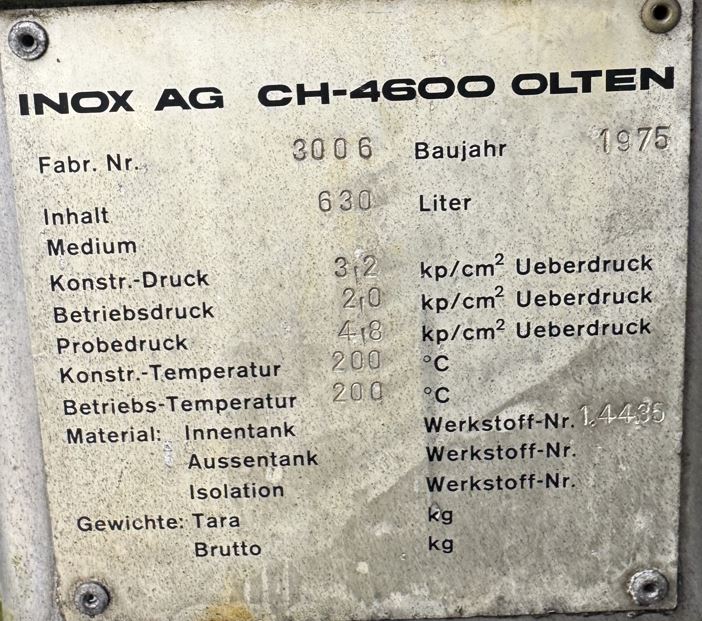 INOX AG CH-4600 OLTEN
Fabr. Nr. 3006 Baujahr 1975
Inhalt 630 Liter
Medium
Konstr.-Druck 3,2 kp/cm² Ueberdruck
Betriebsdruck 2,0 kp/cm² Ueberdruck
Probedruck 4,8 kp/cm² Ueberdruck
Konstr.-Temperatur 200 °C
Betriebs-Temperatur 200 °C
Material: Innentank Werkstoff-Nr. 1.4435
Aussentank Werkstoff-Nr.
Isolation Werkstoff-Nr.
Gewichte: Tara kg
Brutto kg